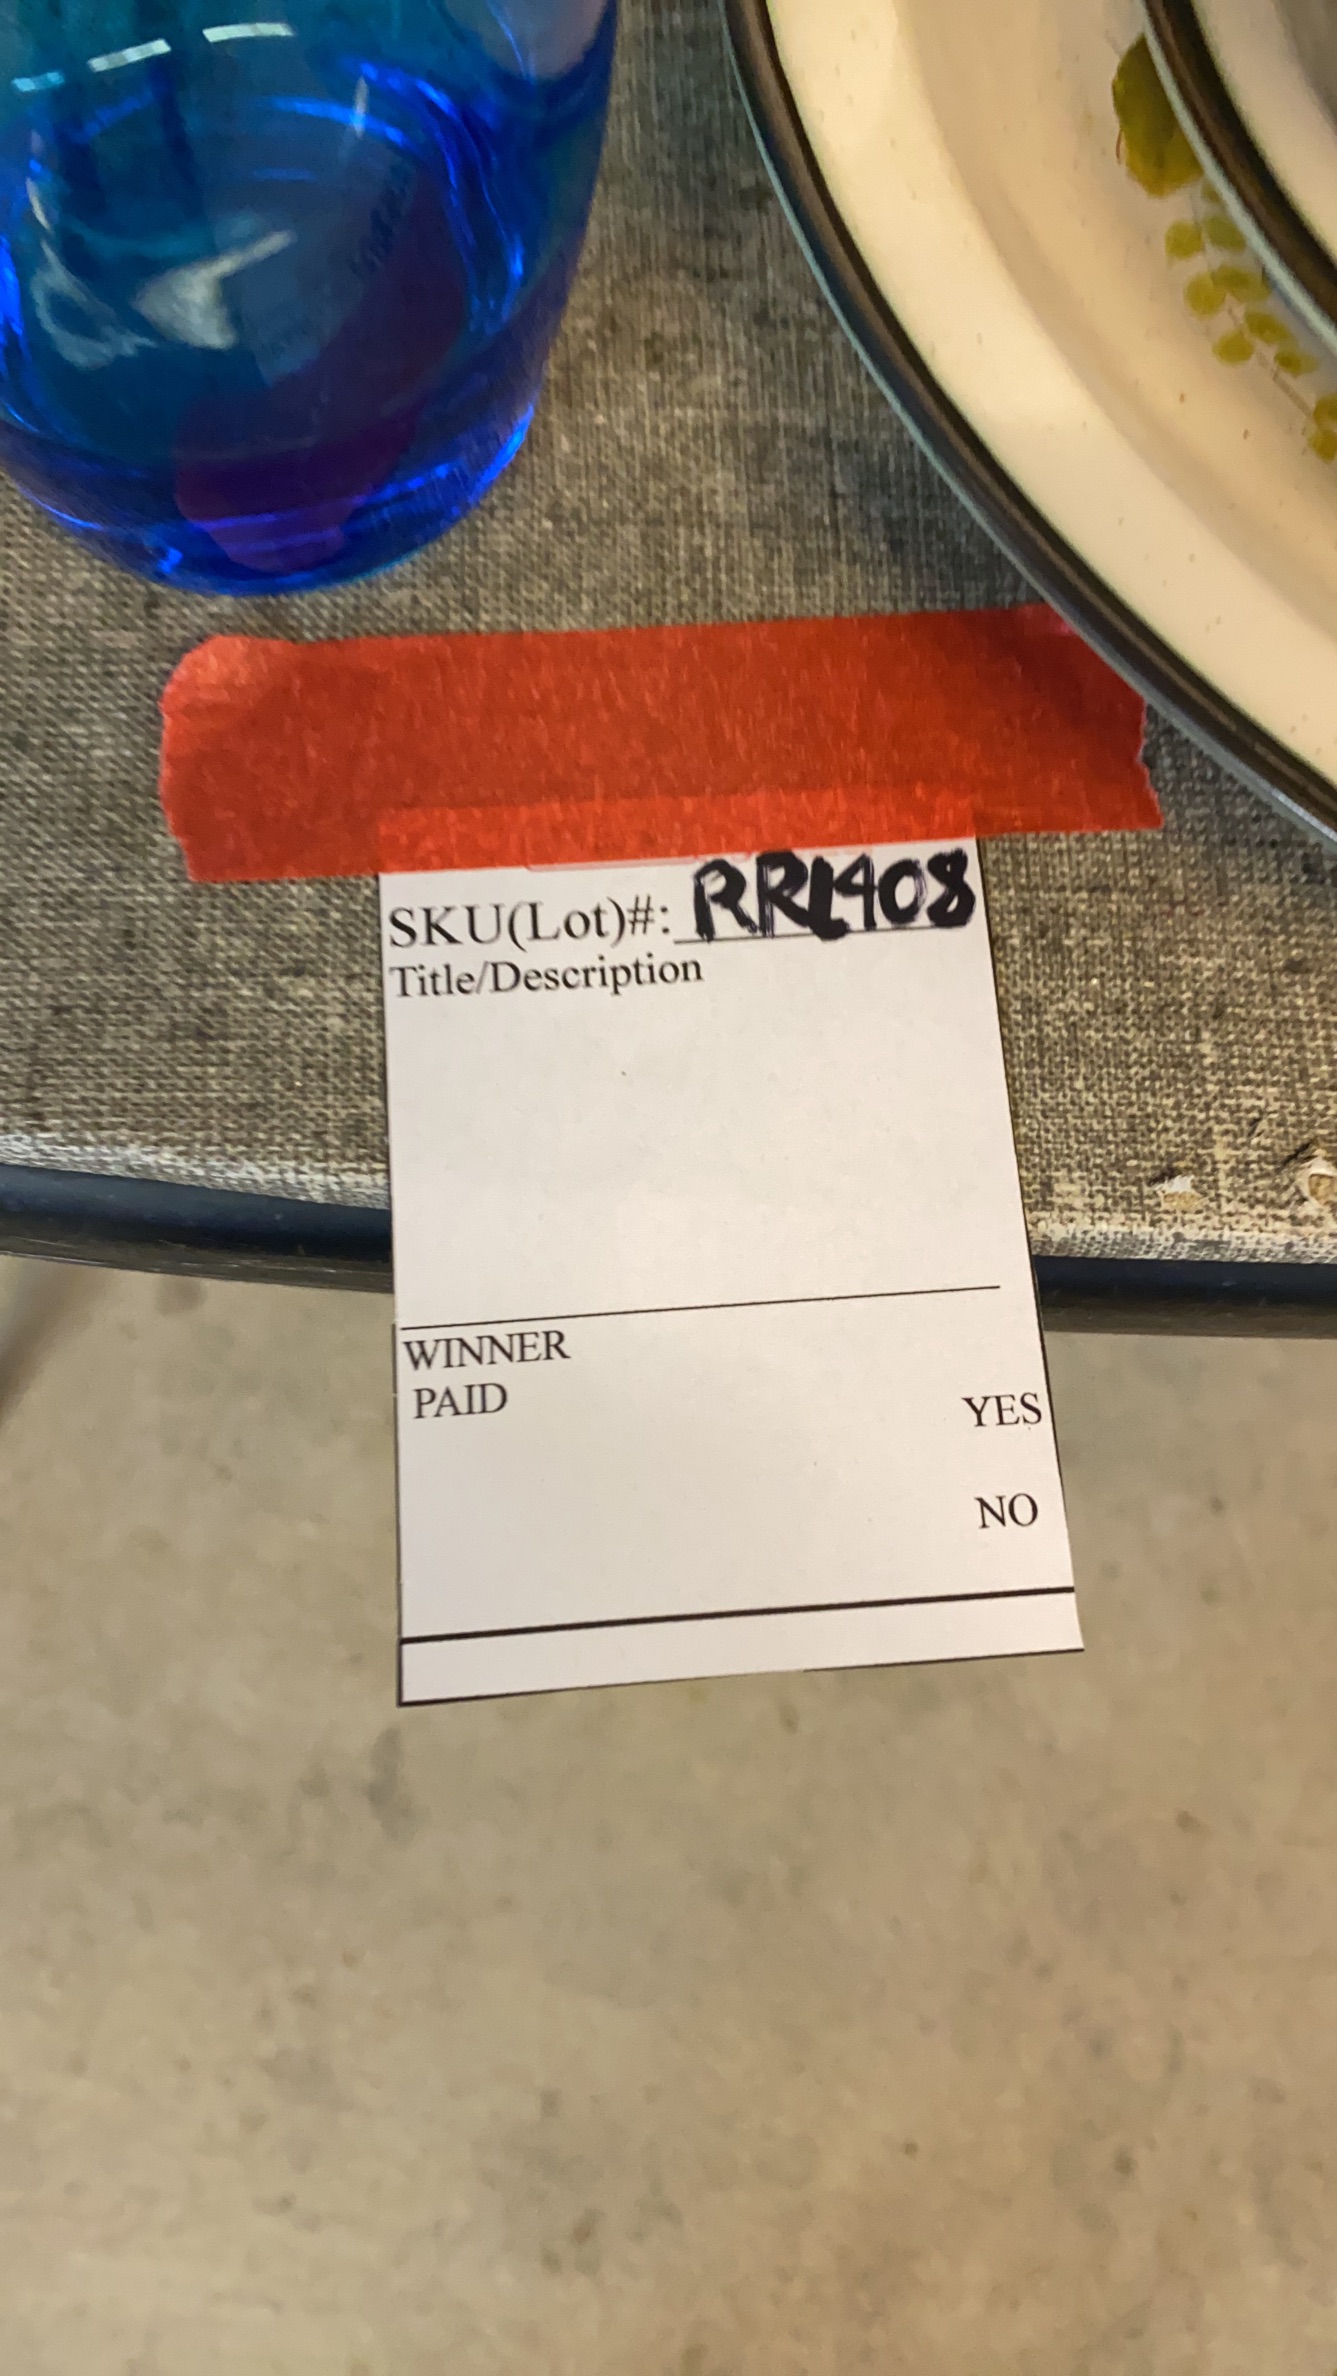 SKU(Lot)#: RRL408
Title/Description
WINNER
PAID
YES
NO